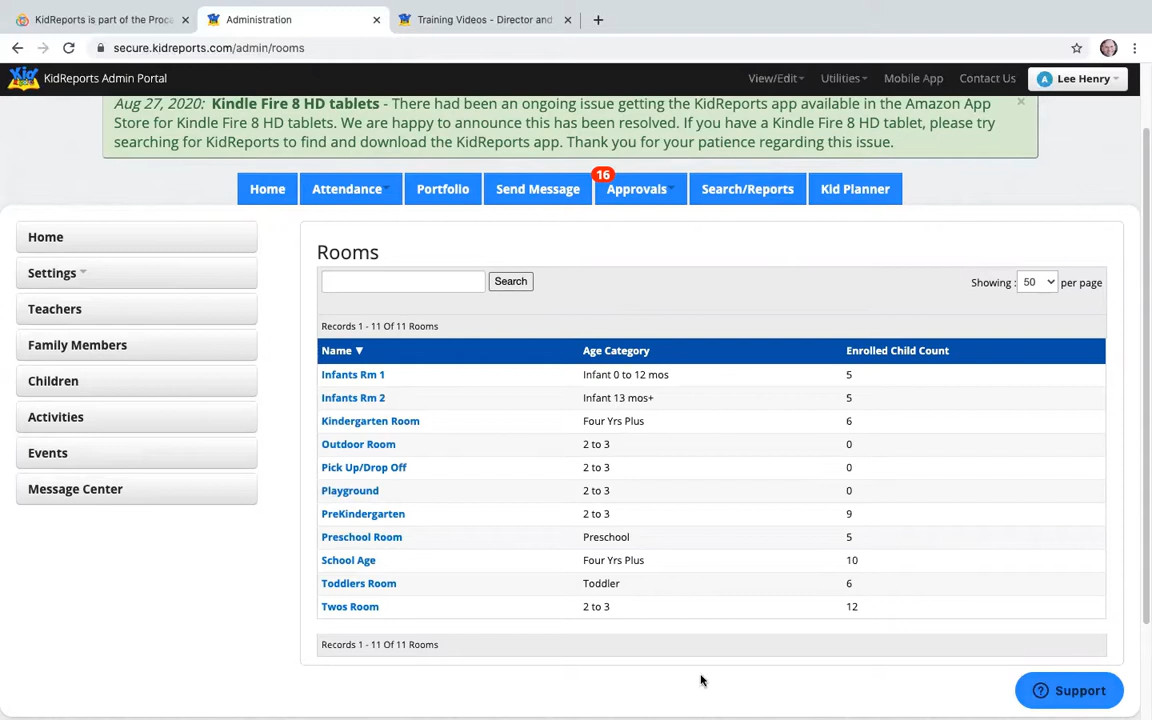 KidReports is part of the Proc
Administration
Training Videos - Director and
secure.kidreports.com/admin/rooms
KidReports Admin Portal
View/Edit
Utilities
Mobile App
Contact Us
A
Lee Henry
Aug 27, 2020: Kindle Fire 8 HD tablets - There had been an ongoing issue getting the KidReports app available in the Amazon App
Store for Kindle Fire 8 HD tablets. We are happy to announce this has been resolved. If you have a Kindle Fire 8 HD tablet, please try
searching for KidReports to find and download the KidReports app. Thank you for your patience regarding this issue.
16
Home
Attendance
Portfolio
Send Message
Approvals
Search/Reports
Kid Planner
Home
Settings
Teachers
Family Members
Children
Activities
Events
Message Center
Rooms
Search
Showing : 50 per page
Records 1 - 11 Of 11 Rooms
Name ▼ Age Category Enrolled Child Count
Infants Rm 1 Infant 0 to 12 mos 5
Infants Rm 2 Infant 13 mos+ 5
Kindergarten Room Four Yrs Plus 6
Outdoor Room 2 to 3 0
Pick Up/Drop Off 2 to 3 0
Playground 2 to 3 0
PreKindergarten 2 to 3 9
Preschool Room Preschool 5
School Age Four Yrs Plus 10
Toddlers Room Toddler 6
Twos Room 2 to 3 12
Records 1 - 11 Of 11 Rooms
Support